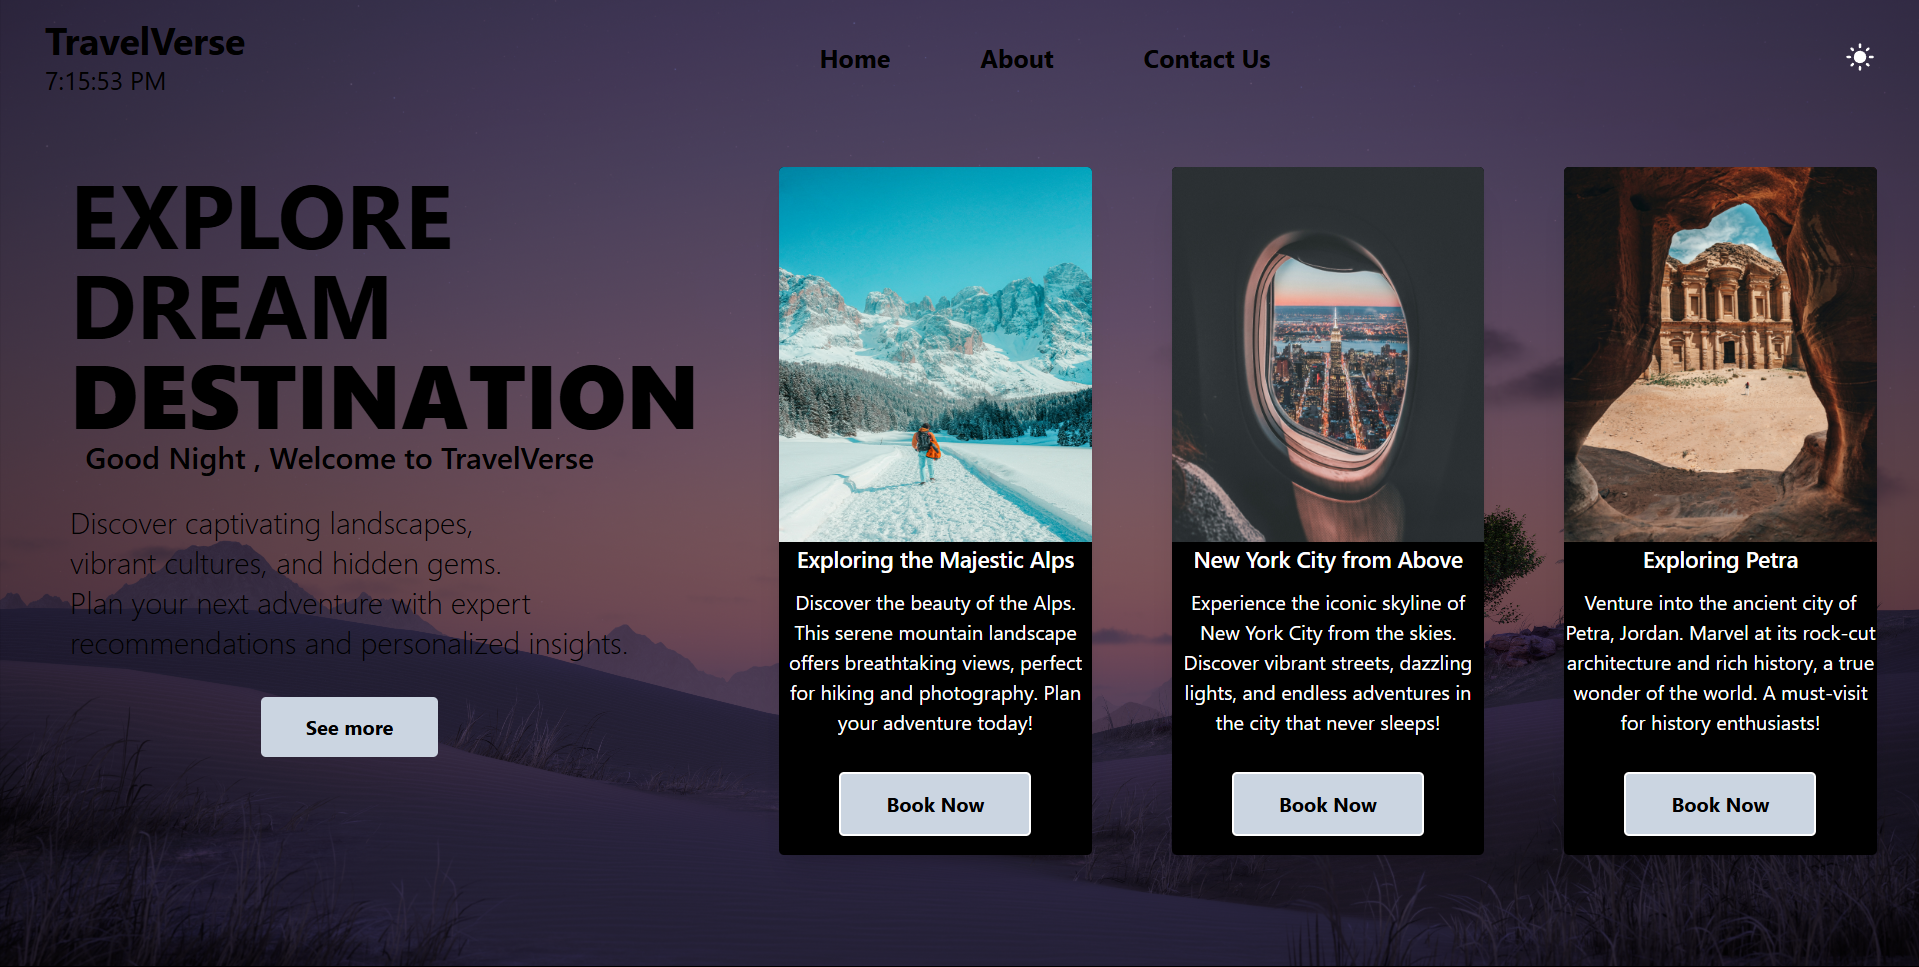 TravelVerse
7:15:53 PM
Home
About
Contact Us
EXPLORE
DREAM
DESTINATION
Good Night , Welcome to TravelVerse
Discover captivating landscapes,
vibrant cultures, and hidden gems.
Plan your next adventure with expert
recommendations and personalized insights.
See more
Exploring the Majestic Alps
Discover the beauty of the Alps.
This serene mountain landscape
offers breathtaking views, perfect
for hiking and photography. Plan
your adventure today!
Book Now
New York City from Above
Experience the iconic skyline of
New York City from the skies.
Discover vibrant streets, dazzling
lights, and endless adventures in
the city that never sleeps!
Book Now
Exploring Petra
Venture into the ancient city of
Petra, Jordan. Marvel at its rock-cut
architecture and rich history, a true
wonder of the world. A must-visit
for history enthusiasts!
Book Now